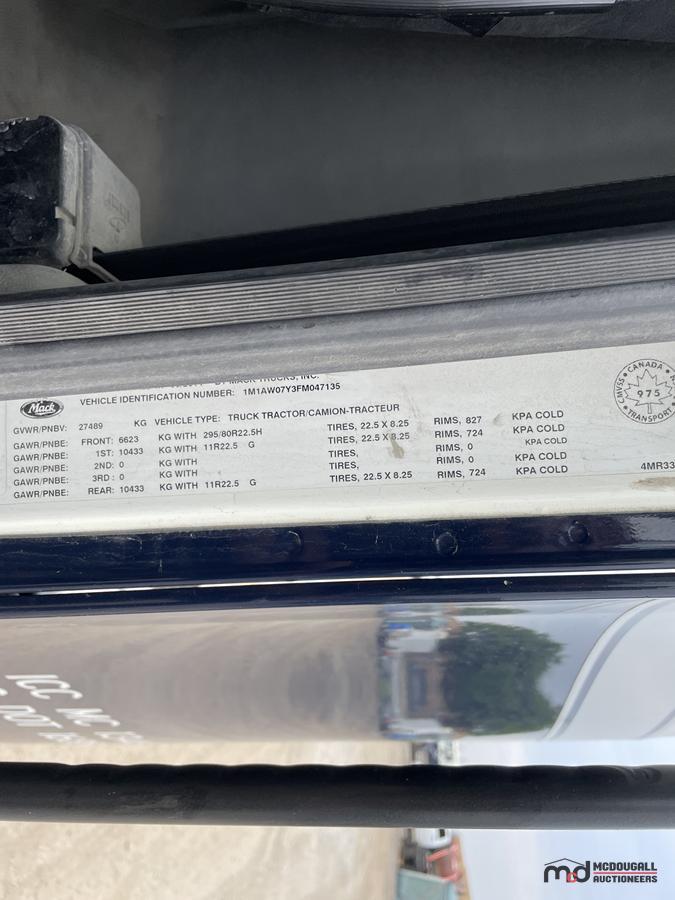 BY MACK TRUCKS, INC.
VEHICLE IDENTIFICATION NUMBER: 1M1AW07Y3FM047135
Mack
GVWR/PNBV: 27489 KG VEHICLE TYPE: TRUCK TRACTOR/CAMION-TRACTEUR
GAWR/PNBE: FRONT: 6623 KG WITH 295/80R22.5H TIRES, 22.5 X 8.25 RIMS, 827 KPA COLD
GAWR/PNBE: 1ST: 10433 KG WITH 11R22.5 G TIRES, 22.5 X 8.25 RIMS, 724 KPA COLD
GAWR/PNBE: 2ND: 0 KG WITH TIRES, RIMS, 0 KPA COLD
GAWR/PNBE: 3RD: 0 KG WITH TIRES, RIMS, 0 KPA COLD
GAWR/PNBE: REAR: 10433 KG WITH 11R22.5 G TIRES, 22.5 X 8.25 RIMS, 724 KPA COLD
CMVSS CANADA
975
TRANSPORT
4MR33
ICC MC
DOT
md MCDOUGALL
AUCTIONEERS